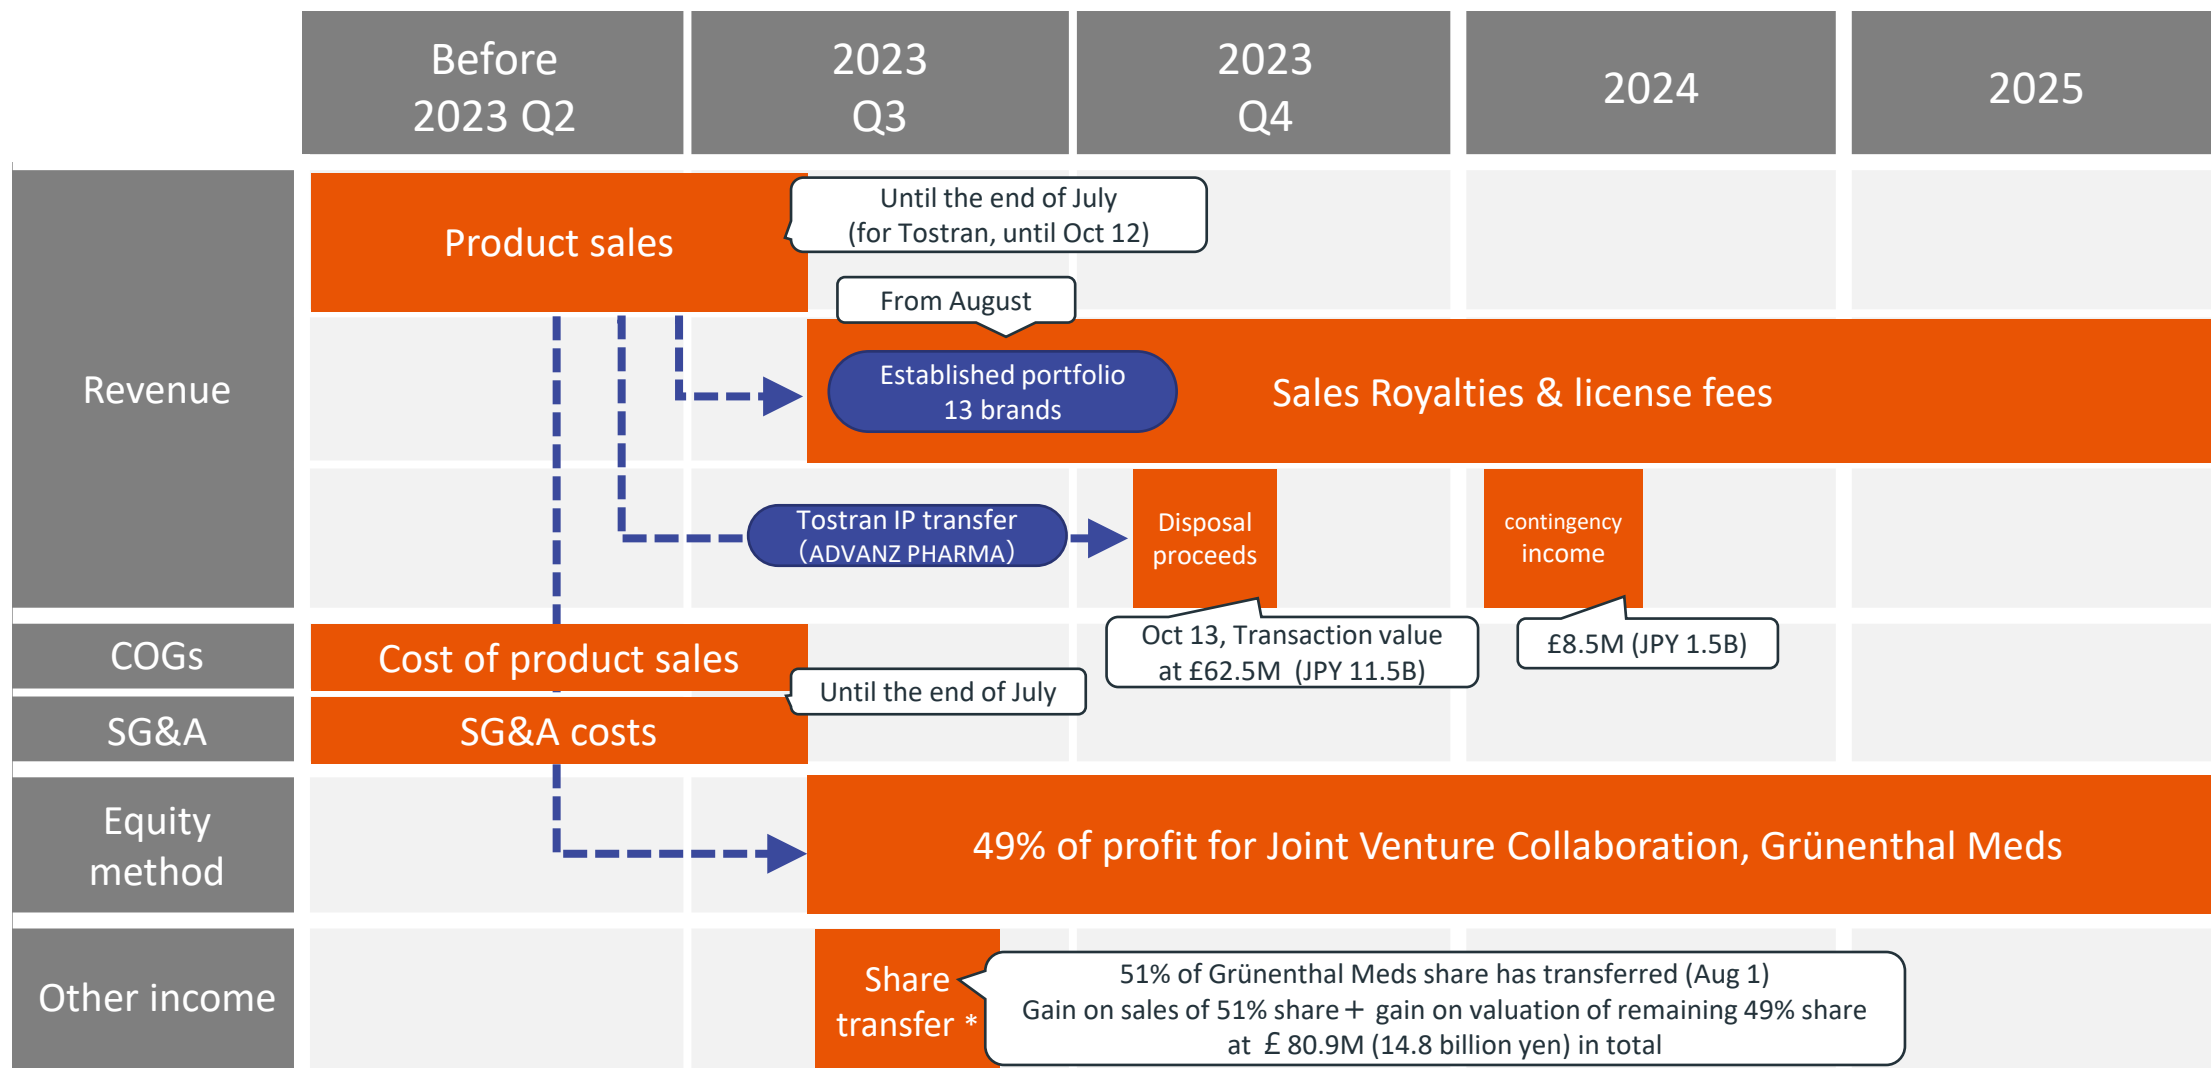 Before
2023 Q2
2023
Q3
2023
Q4
2024
2025
Revenue
Product sales
Until the end of July
(for Tostran, until Oct 12)
From August
Established portfolio
13 brands
Sales Royalties & license fees
Tostran IP transfer
（ADVANZ PHARMA）
Disposal
proceeds
contingency
income
Oct 13, Transaction value
at £62.5M (JPY 11.5B)
£8.5M (JPY 1.5B)
COGs
Cost of product sales
Until the end of July
SG&A
SG&A costs
Equity
method
49% of profit for Joint Venture Collaboration, Grünenthal Meds
Other income
Share
transfer *
51% of Grünenthal Meds share has transferred (Aug 1)
Gain on sales of 51% share＋ gain on valuation of remaining 49% share
at ￡80.9M (14.8 billion yen) in total